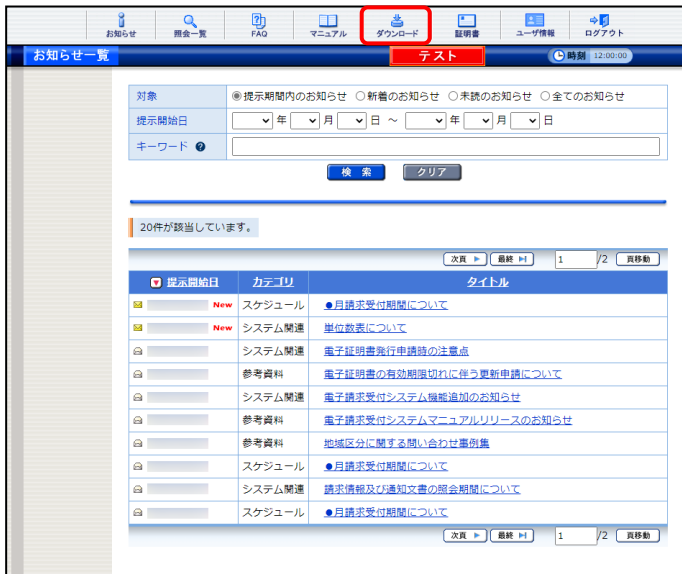 お知らせ 照会一覧 FAQ マニュアル ダウンロード 証明書 ユーザ情報 ログアウト
お知らせ一覧 テスト 時刻 12:00:00
対象 提示期間内のお知らせ 新着のお知らせ 未読のお知らせ 全てのお知らせ
提示開始日 年 月 日 ～ 年 月 日
キーワード ?
検 索 クリア
20件が該当しています。
次頁 最終 1 /2 頁移動
提示開始日 カテゴリ タイトル
New スケジュール ●月請求受付期間について
New システム関連 単位数表について
システム関連 電子証明書発行申請時の注意点
参考資料 電子証明書の有効期限切れに伴う更新申請について
システム関連 電子請求受付システム機能追加のお知らせ
参考資料 電子請求受付システムマニュアルリリースのお知らせ
参考資料 地域区分に関する問い合わせ事例集
スケジュール ●月請求受付期間について
システム関連 請求情報及び通知文書の照会期間について
スケジュール ●月請求受付期間について
次頁 最終 1 /2 頁移動